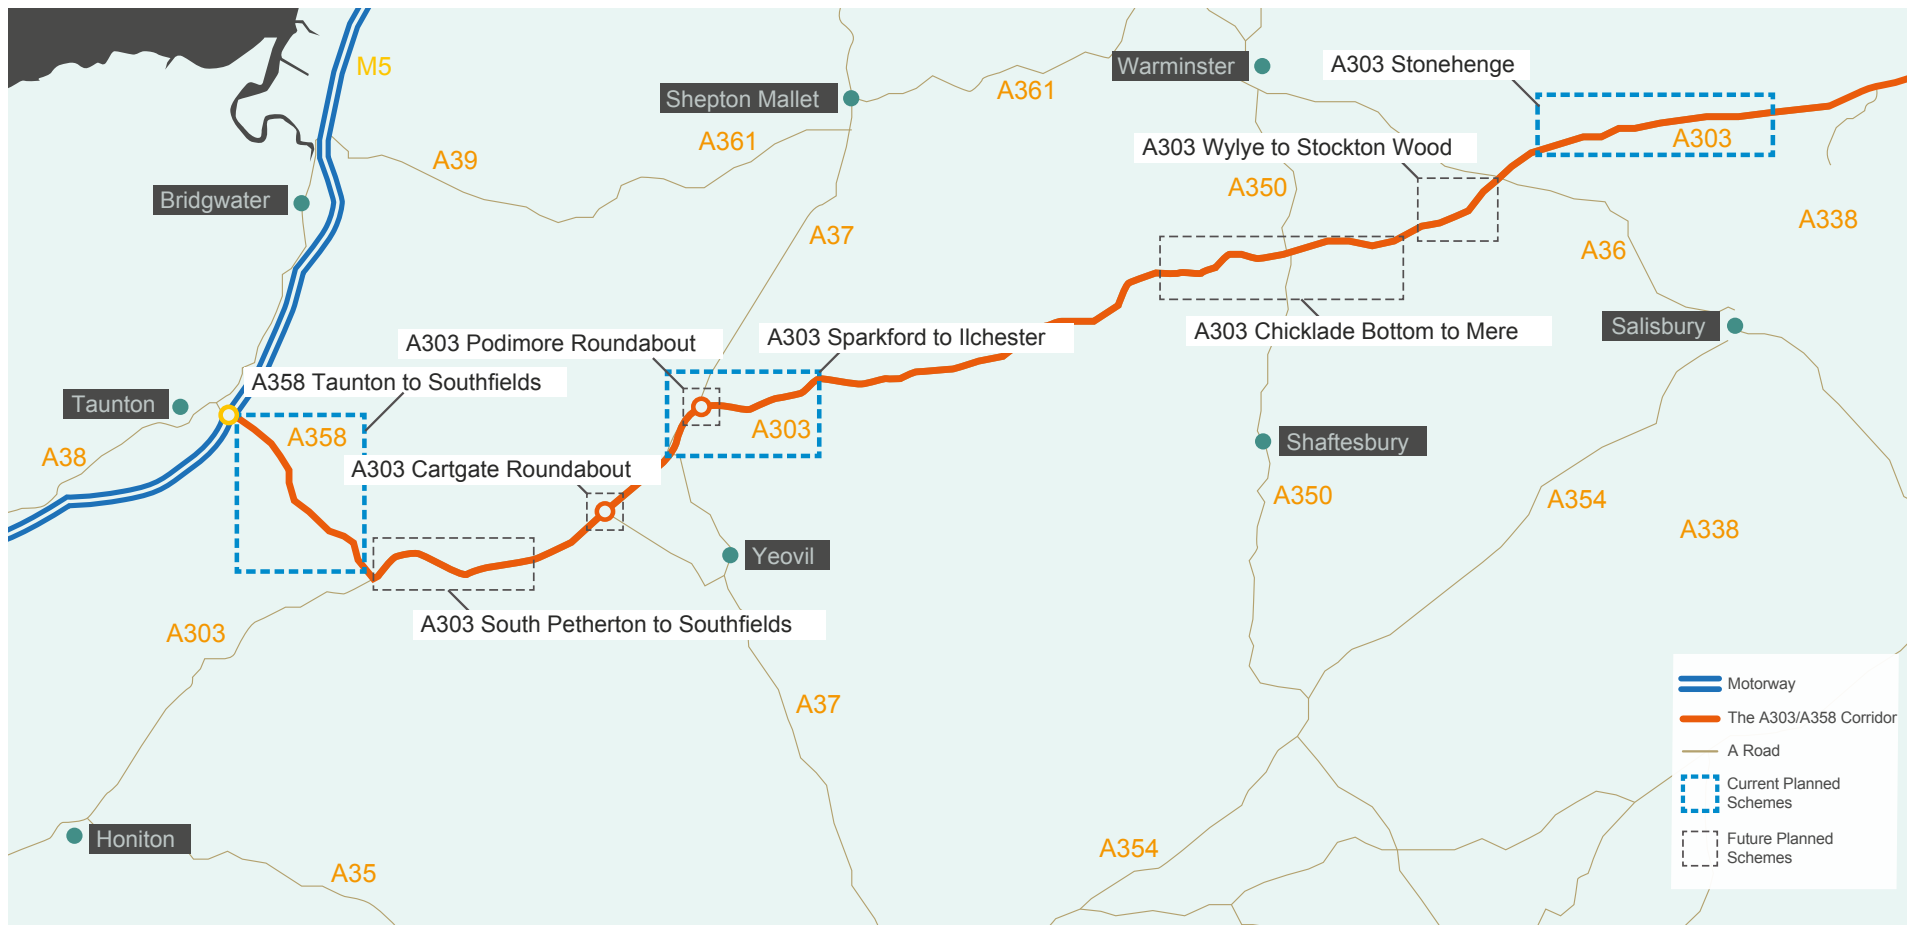 M5
Warminster
A303 Stonehenge
Shepton Mallet
A361
A361
A303
A39
A303 Wylye to Stockton Wood
A350
Bridgwater
A37
A338
A36
A303 Podimore Roundabout
A303 Sparkford to Ilchester
A303 Chicklade Bottom to Mere
Salisbury
A358 Taunton to Southfields
Taunton
A358
A303
Shaftesbury
A38
A303 Cartgate Roundabout
A350
A354
A338
Yeovil
A303
A303 South Petherton to Southfields
A37
Motorway
The A303/A358 Corridor
A Road
Current Planned
Schemes
Future Planned
Schemes
Honiton
A354
A35